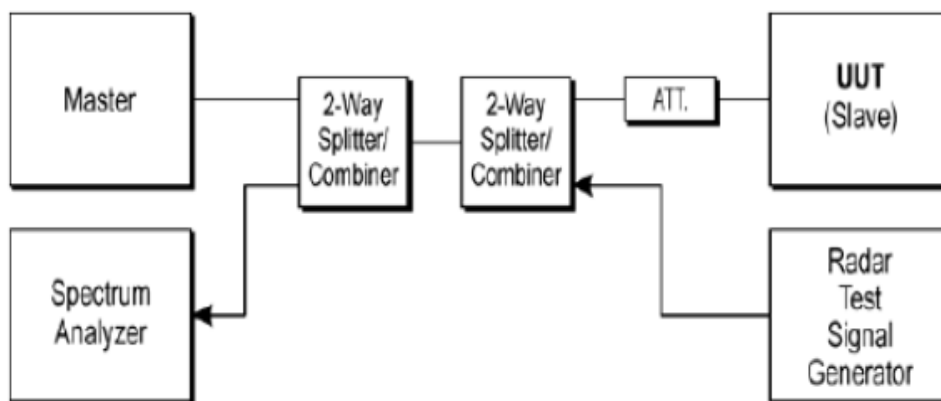 Master
2-Way
Splitter/
Combiner
2-Way
Splitter/
Combiner
ATT.
UUT
(Slave)
Spectrum
Analyzer
Radar
Test
Signal
Generator